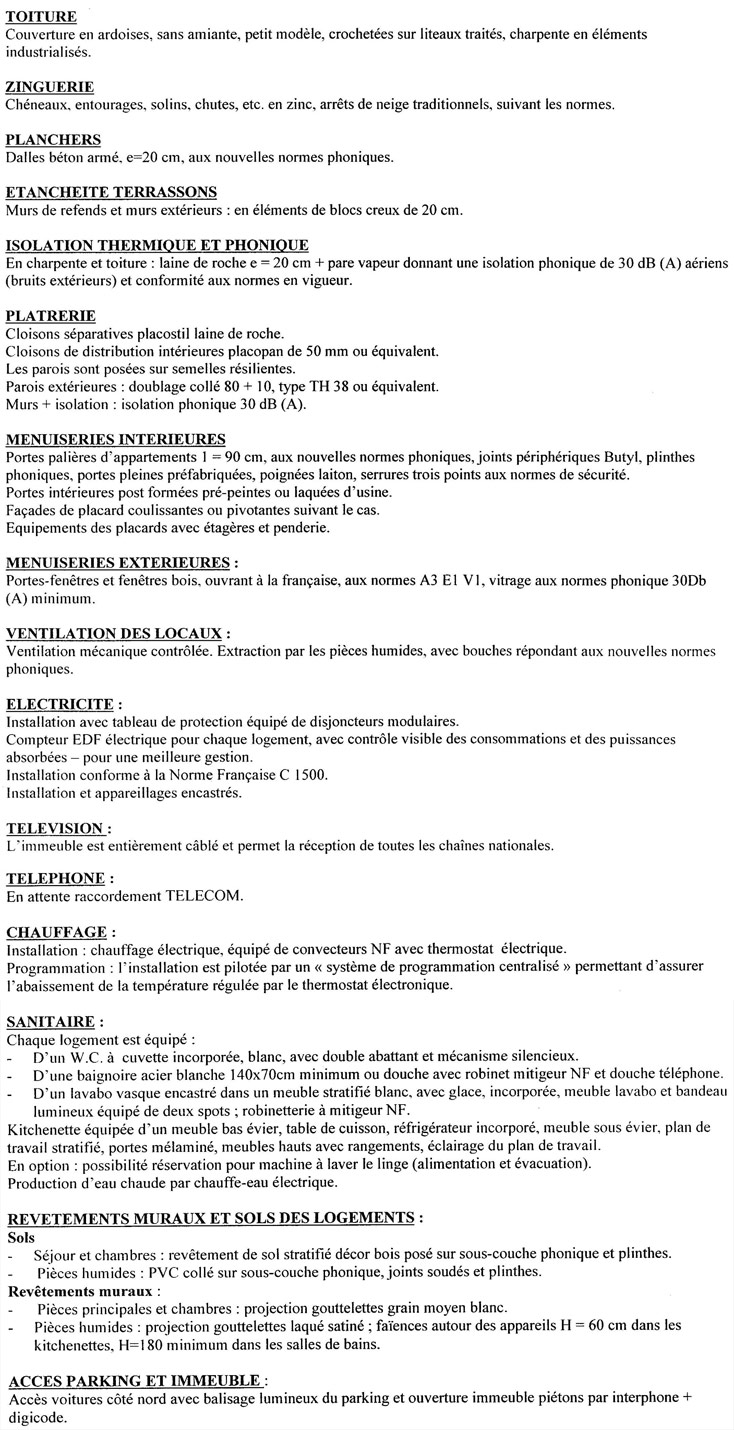 TOITURE
Couverture en ardoises, sans amiante, petit modèle, crochetées sur liteaux traités, charpente en éléments
industrialisés.
ZINGUERIE
Chéneaux, entourages, solins, chutes, etc. en zinc, arrêts de neige traditionnels, suivant les normes.
PLANCHERS
Dalles béton armé, e=20 cm, aux nouvelles normes phoniques.
ETANCHEITE TERRASSONS
Murs de refends et murs extérieurs : en éléments de blocs creux de 20 cm.
ISOLATION THERMIQUE ET PHONIQUE
En charpente et toiture : laine de roche e = 20 cm + pare vapeur donnant une isolation phonique de 30 dB (A) aériens
(bruits extérieurs) et conformité aux normes en vigueur.
PLATRERIE
Cloisons séparatives placostil laine de roche.
Cloisons de distribution intérieures placopan de 50 mm ou équivalent.
Les parois sont posées sur semelles résilientes.
Parois extérieures : doublage collé 80 + 10, type TH 38 ou équivalent.
Murs + isolation : isolation phonique 30 dB (A).
MENUISERIES INTERIEURES
Portes palières d'appartements l = 90 cm, aux nouvelles normes phoniques, joints périphériques Butyl, plinthes
phoniques, portes pleines préfabriquées, poignées laiton, serrures trois points aux normes de sécurité.
Portes intérieures post formées pré-peintes ou laquées d'usine.
Façades de placard coulissantes ou pivotantes suivant le cas.
Equipements des placards avec étagères et penderie.
MENUISERIES EXTERIEURES :
Portes-fenêtres et fenêtres bois, ouvrant à la française, aux normes A3 E1 V1, vitrage aux normes phonique 30Db
(A) minimum.
VENTILATION DES LOCAUX :
Ventilation mécanique contrôlée. Extraction par les pièces humides, avec bouches répondant aux nouvelles normes
phoniques.
ELECTRICITE :
Installation avec tableau de protection équipé de disjoncteurs modulaires.
Compteur EDF électrique pour chaque logement, avec contrôle visible des consommations et des puissances
absorbées – pour une meilleure gestion.
Installation conforme à la Norme Française C 1500.
Installation et appareillages encastrés.
TELEVISION :
L'immeuble est entièrement câblé et permet la réception de toutes les chaînes nationales.
TELEPHONE :
En attente raccordement TELECOM.
CHAUFFAGE :
Installation : chauffage électrique, équipé de convecteurs NF avec thermostat électrique.
Programmation : l'installation est pilotée par un « système de programmation centralisé » permettant d'assurer
l'abaissement de la température régulée par le thermostat électronique.
SANITAIRE :
Chaque logement est équipé :
- D'un W.C. à cuvette incorporée, blanc, avec double abattant et mécanisme silencieux.
- D'une baignoire acier blanche 140x70cm minimum ou douche avec robinet mitigeur NF et douche téléphone.
- D'un lavabo vasque encastré dans un meuble stratifié blanc, avec glace, incorporée, meuble lavabo et bandeau
lumineux équipé de deux spots ; robinetterie à mitigeur NF.
Kitchenette équipée d'un meuble bas évier, table de cuisson, réfrigérateur incorporé, meuble sous évier, plan de
travail stratifié, portes mélaminé, meubles hauts avec rangements, éclairage du plan de travail.
En option : possibilité réservation pour machine à laver le linge (alimentation et évacuation).
Production d'eau chaude par chauffe-eau électrique.
REVETEMENTS MURAUX ET SOLS DES LOGEMENTS :
Sols
- Séjour et chambres : revêtement de sol stratifié décor bois posé sur sous-couche phonique et plinthes.
- Pièces humides : PVC collé sur sous-couche phonique, joints soudés et plinthes.
Revêtements muraux :
- Pièces principales et chambres : projection gouttelettes grain moyen blanc.
- Pièces humides : projection gouttelettes laqué satiné ; faïences autour des appareils H = 60 cm dans les
kitchenettes, H=180 minimum dans les salles de bains.
ACCES PARKING ET IMMEUBLE :
Accès voitures côté nord avec balisage lumineux du parking et ouverture immeuble piétons par interphone +
digicode.